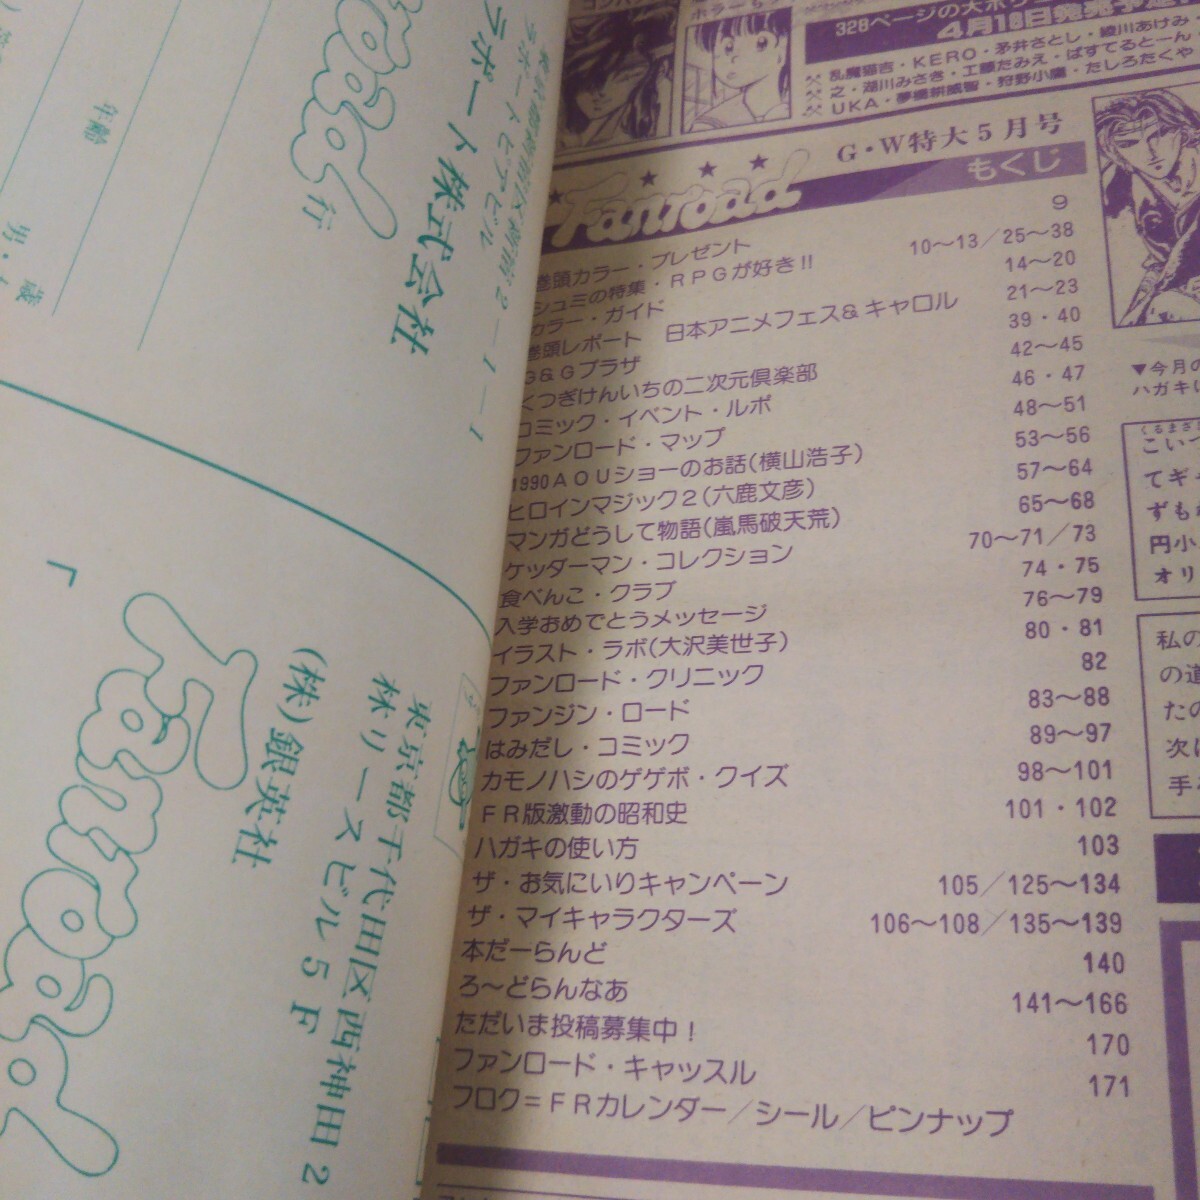 328ページの大ボリ
4月18日発売予定
乱魔猫吉・KERO・茅井さとし・綾川あけみ
之・湖川みさき・工藤たみえ・ぱすてるとーん
UKA・夢横耕威智・狩野小鷹・たしろたくや
G・W特大5月号
Fanroad
もくじ
巻頭カラー・プレゼント 9
シュミの特集・RPGが好き!! 10〜13/25〜38
カラー・ガイド 14〜20
巻頭レポート 日本アニメフェス&キャロル 21〜23
G&Gプラザ 39・40
くつぎけんいちの二次元倶楽部 42〜45
コミック・イベント・ルポ 46・47
ファンロード・マップ 48〜51
1990AOUショーのお話(横山浩子) 53〜56
ヒロインマジック2(六鹿文彦) 57〜64
マンガどうして物語(嵐馬破天荒) 65〜68
ケッダーマン・コレクション 70〜71/73
食べんこ・クラブ 74・75
入学おめでとうメッセージ 76〜79
イラスト・ラボ(大沢美世子) 80・81
ファンロード・クリニック 82
ファンジン・ロード 83〜88
はみだし・コミック 89〜97
カモノハシのゲゲボ・クイズ 98〜101
FR版激動の昭和史 101・102
ハガキの使い方 103
ザ・お気にいりキャンペーン 105/125〜134
ザ・マイキャラクターズ 106〜108/135〜139
本だーらんど 140
ろ〜どらんなあ 141〜166
ただいま投稿募集中! 170
ファンロード・キャッスル 171
フロク=FRカレンダー/シール/ピンナップ
▼今月の
ハガキに
こいつ
てギャ
ずもう
円小
オリ
私の
の道
たの
次に
手を
ラポートピアビル
ラポート株式会社
行
年齢
歳
男・
東京都千代田区西神田2
林リースビル5F
(株)銀英社
「Fanroad